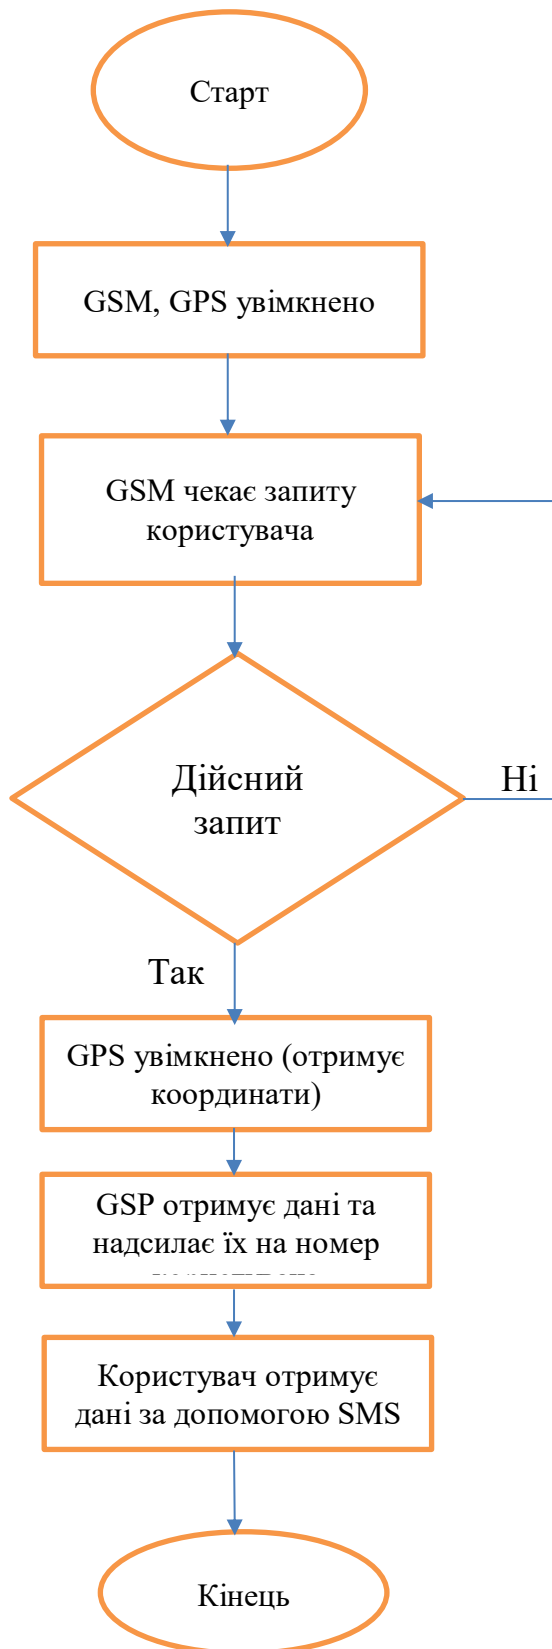 Старт
GSM, GPS увімкнено
GSM чекає запиту
користувача
Дійсний
запит
Ні
Так
GPS увімкнено (отримує
координати)
GSP отримує дані та
надсилає їх на номер
Користувач отримує
дані за допомогою SMS
Кінець